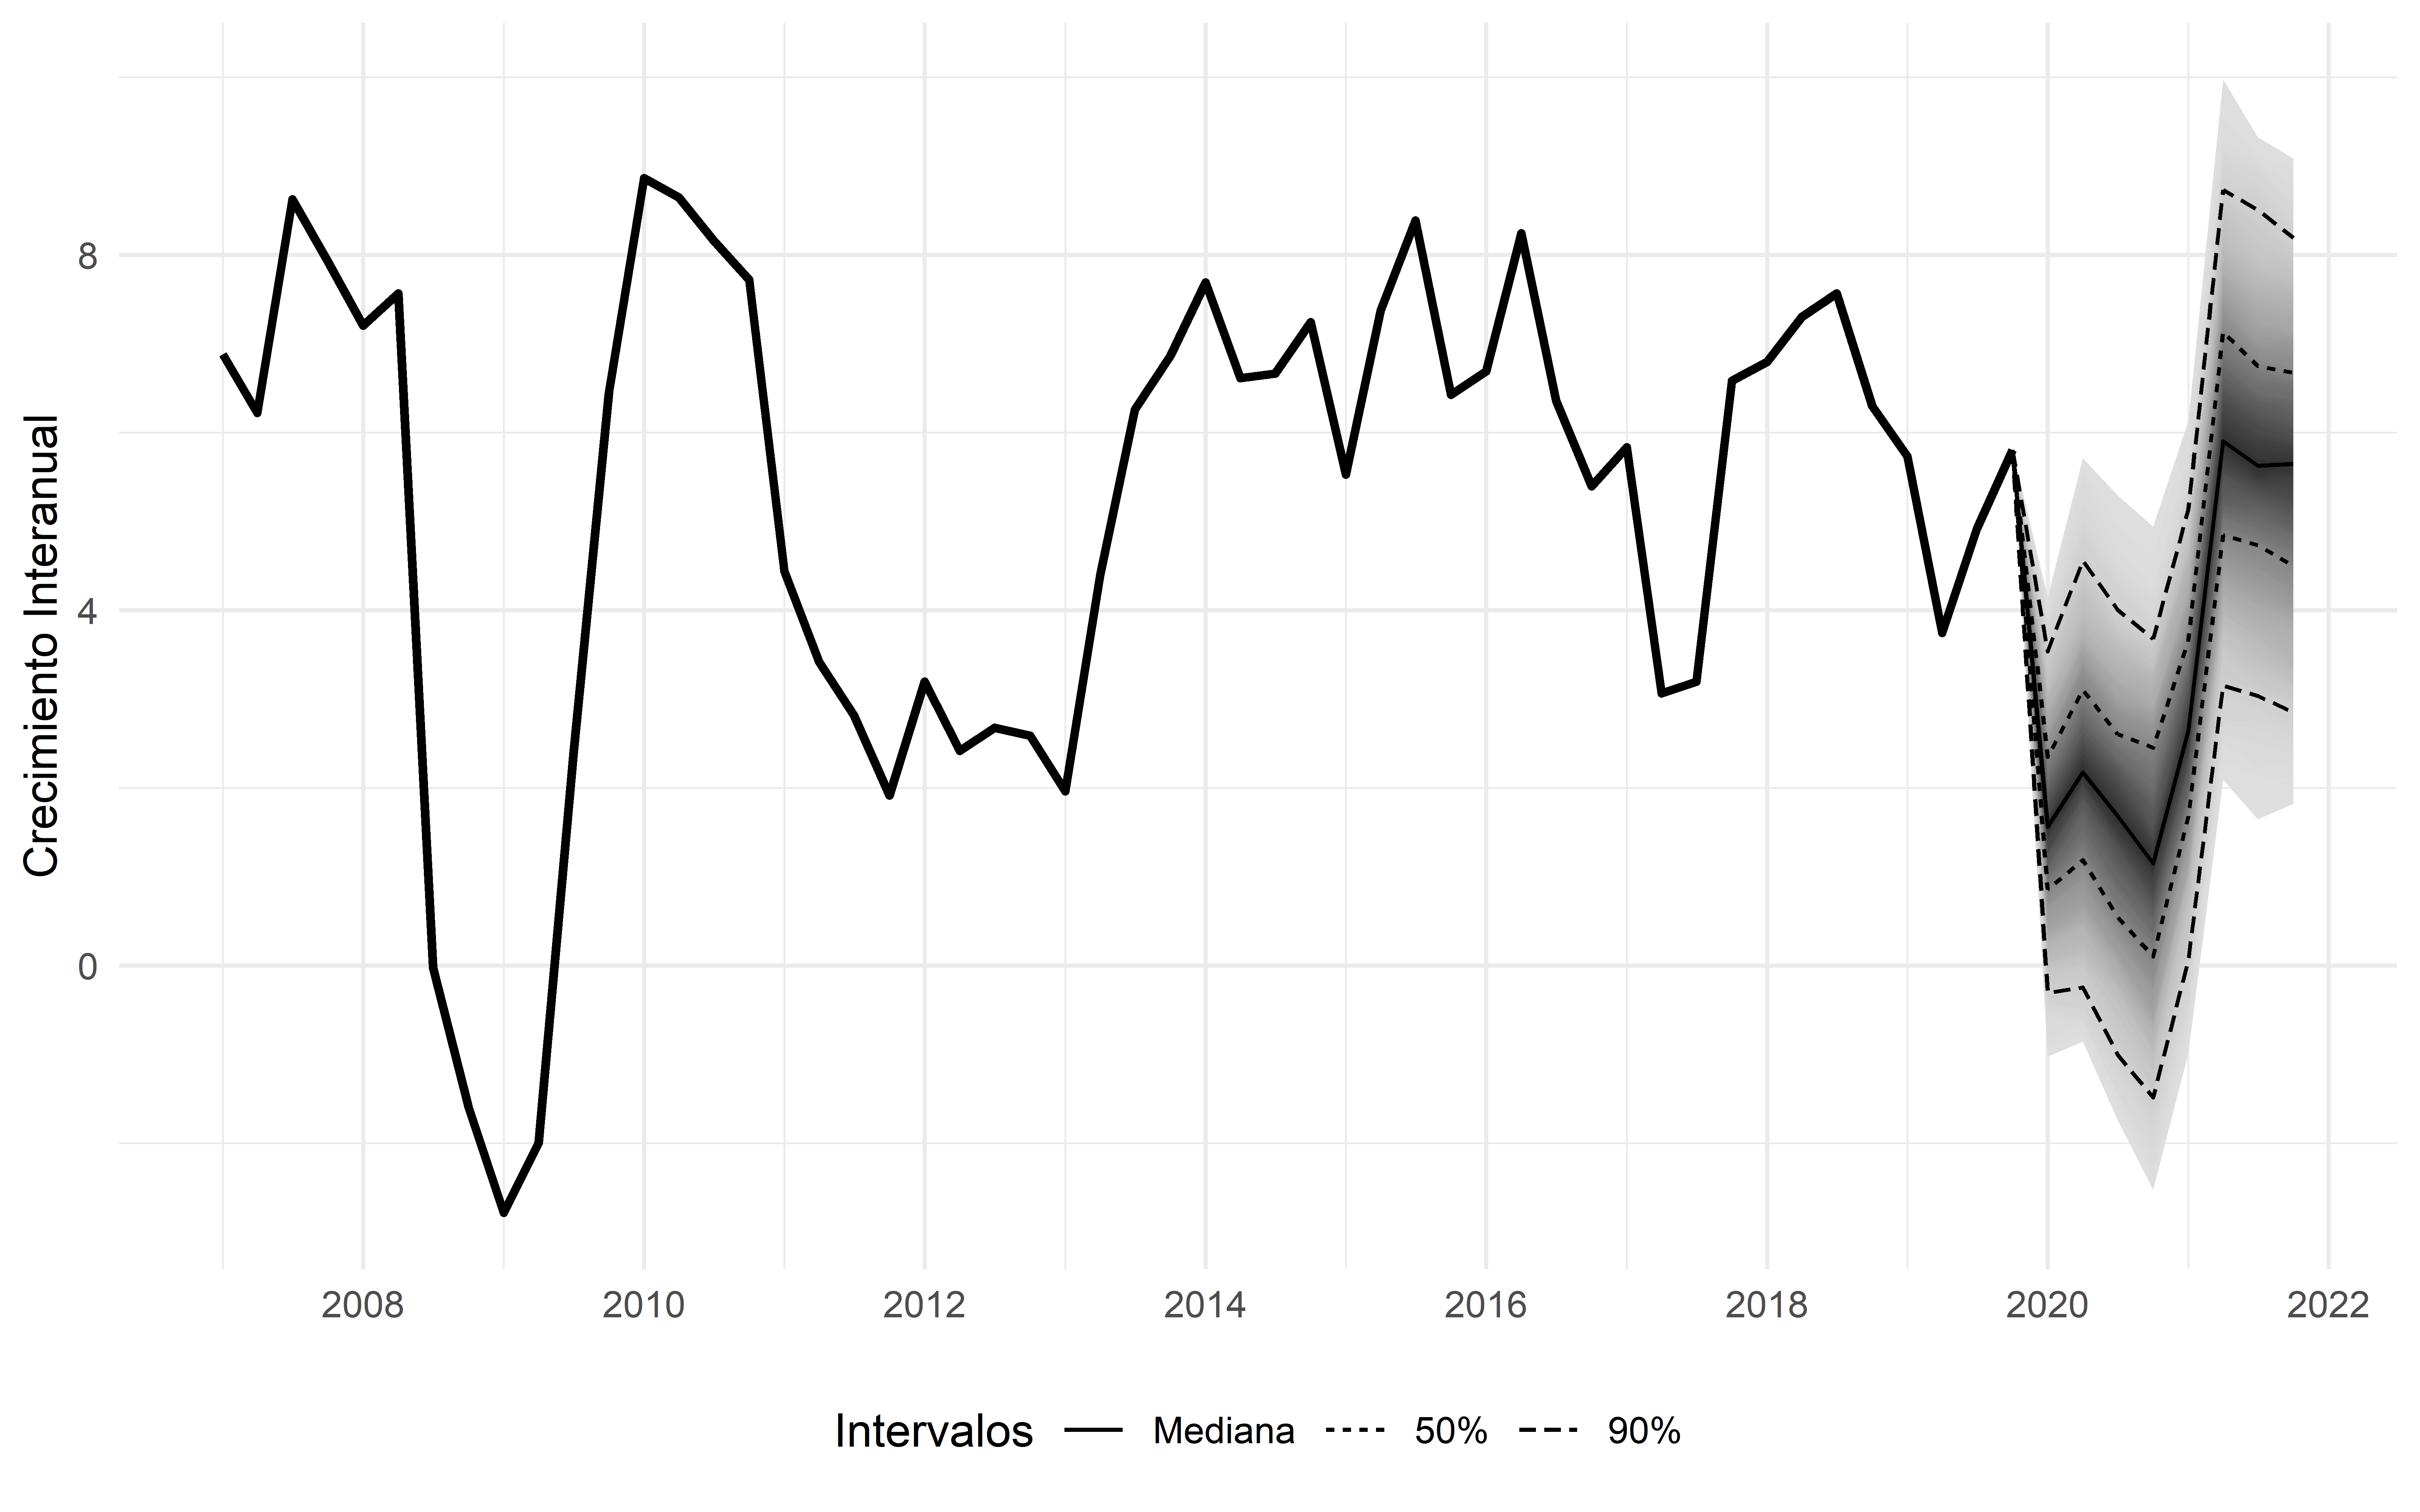 Crecimiento Interanual
8
4
0
2008 2010 2012 2014 2016 2018 2020 2022
Intervalos Mediana 50% 90%